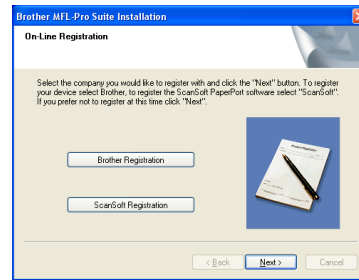 Brother MFL-Pro Suite Installation
On-Line Registration
Select the company you would like to register with and click the "Next" button. To register
your device select Brother, to register the ScanSoft PaperPort software select "ScanSoft".
If you prefer not to register at this time click "Next".
Brother Registration
ScanSoft Registration
< Back
Next >
Cancel